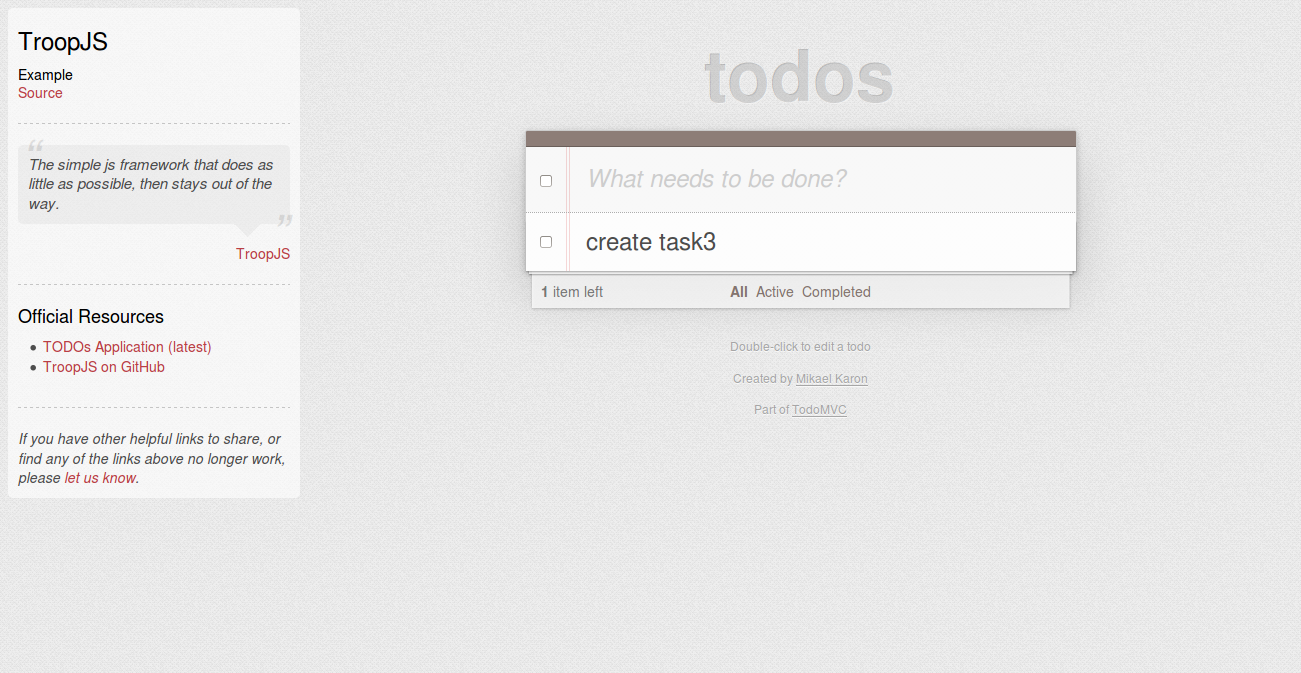 TroopJS
Example
Source
“
The simple js framework that does as
little as possible, then stays out of the
way.
”
TroopJS
Official Resources
• TODOs Application (latest)
• TroopJS on GitHub
If you have other helpful links to share, or
find any of the links above no longer work,
please let us know.
todos
What needs to be done?
create task3
1 item left All Active Completed
Double-click to edit a todo
Created by Mikael Karon
Part of TodoMVC